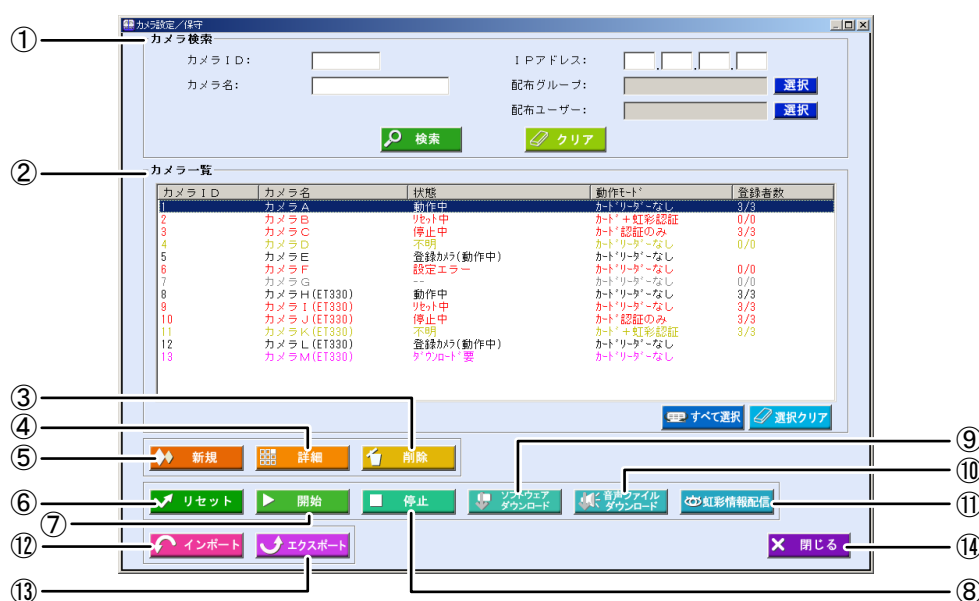 カメラ設定／保守
① カメラ検索
カメラＩＤ:
ＩＰアドレス:
. . .
カメラ名:
配布グループ:
選択
配布ユーザー:
選択
検索
クリア
② カメラ一覧
カメラＩＤ カメラ名 状態 動作ﾓｰﾄﾞ 登録者数
1 カメラＡ 動作中 ｶｰﾄﾞﾘｰﾀﾞｰなし 3/3
2 カメラＢ ﾘｾｯﾄ中 ｶｰﾄﾞ＋虹彩認証 0/0
3 カメラＣ 停止中 ｶｰﾄﾞ認証のみ 3/3
4 カメラＤ 不明 ｶｰﾄﾞﾘｰﾀﾞｰなし 0/0
5 カメラＥ 登録ｶﾒﾗ(動作中) ｶｰﾄﾞﾘｰﾀﾞｰなし
6 カメラＦ 設定エラー ｶｰﾄﾞﾘｰﾀﾞｰなし 0/0
7 カメラＧ -- ｶｰﾄﾞﾘｰﾀﾞｰなし 0/0
8 カメラＨ(ET330) 動作中 ｶｰﾄﾞﾘｰﾀﾞｰなし 3/3
9 カメラＩ(ET330) ﾘｾｯﾄ中 ｶｰﾄﾞﾘｰﾀﾞｰなし 3/3
10 カメラＪ(ET330) 停止中 ｶｰﾄﾞ認証のみ 3/3
11 カメラＫ(ET330) 不明 ｶｰﾄﾞ＋虹彩認証 3/3
12 カメラＬ(ET330) 登録ｶﾒﾗ(動作中) ｶｰﾄﾞﾘｰﾀﾞｰなし
13 カメラＭ(ET330) ﾀﾞｳﾝﾛｰﾄﾞ要 ｶｰﾄﾞﾘｰﾀﾞｰなし
すべて選択 選択クリア
③
④
⑤ 新規 詳細 削除
⑨
⑩
⑥ リセット 開始 停止 ソフトウェアダウンロード 音声ファイルダウンロード 虹彩情報配信 ⑪
⑦
⑫ インポート エクスポート 閉じる ⑭
⑬
⑧